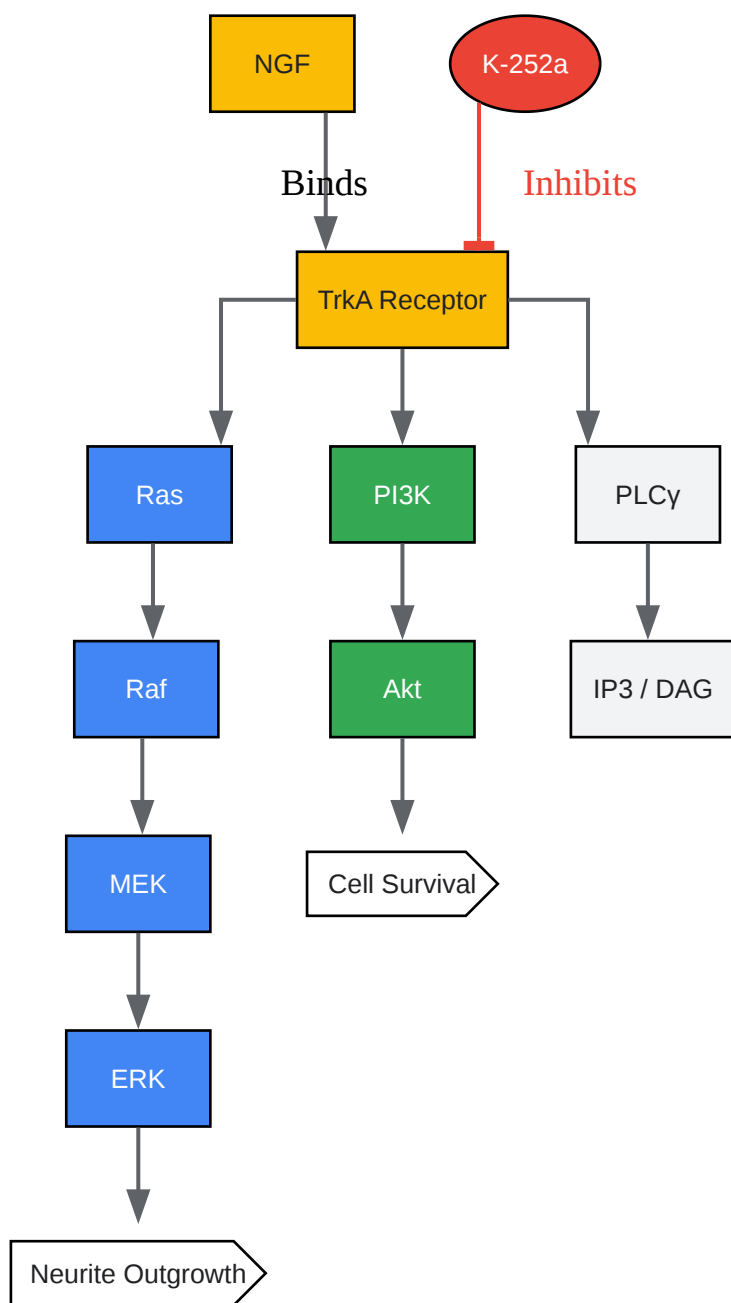 NGF
K-252a
Binds
Inhibits
TrkA Receptor
Ras
PI3K
PLCγ
Raf
Akt
IP3 / DAG
MEK
Cell Survival
ERK
Neurite Outgrowth